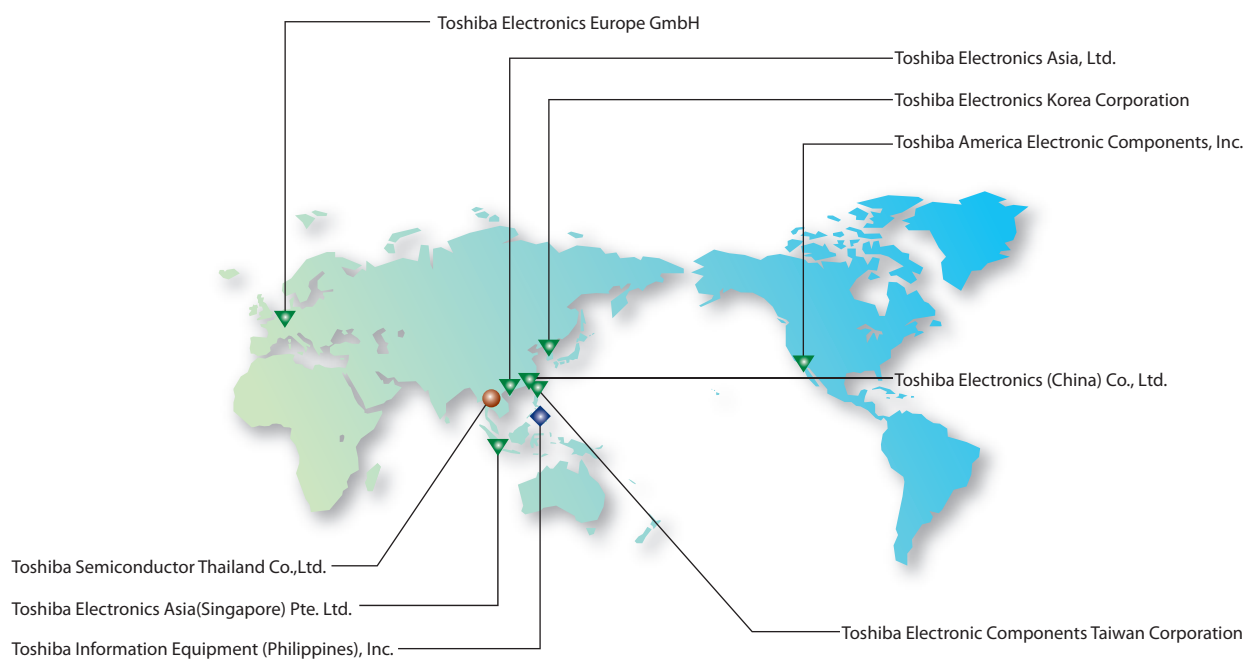 Toshiba Electronics Europe GmbH
Toshiba Electronics Asia, Ltd.
Toshiba Electronics Korea Corporation
Toshiba America Electronic Components, Inc.
Toshiba Electronics (China) Co., Ltd.
Toshiba Semiconductor Thailand Co.,Ltd.
Toshiba Electronics Asia(Singapore) Pte. Ltd.
Toshiba Electronic Components Taiwan Corporation
Toshiba Information Equipment (Philippines), Inc.